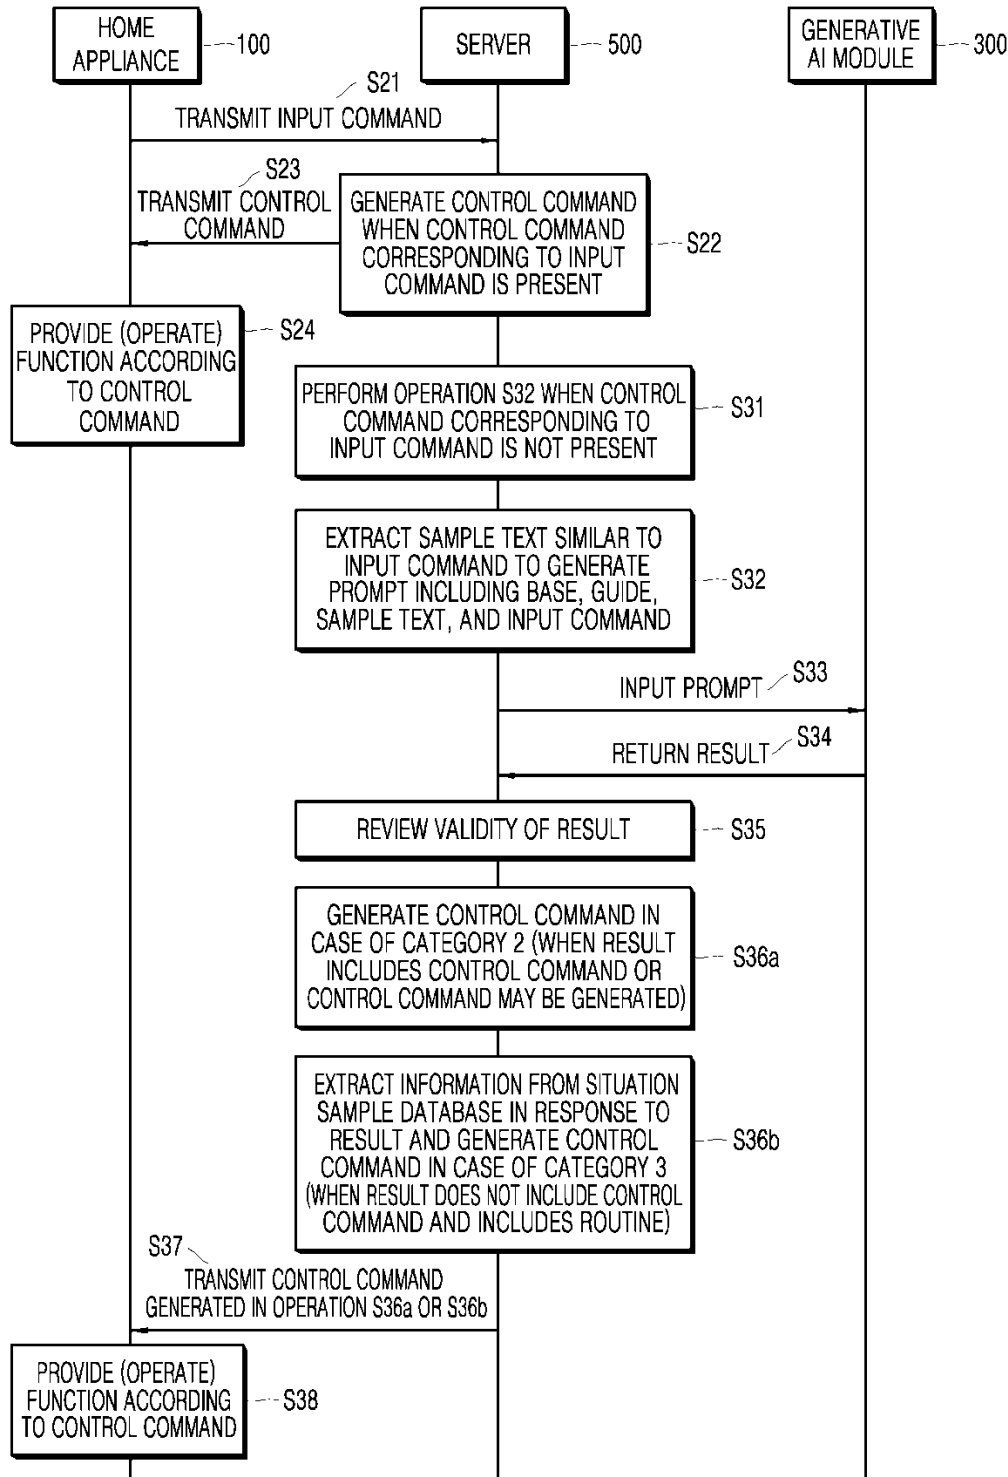 HOME
APPLIANCE
100
SERVER
500
GENERATIVE
AI MODULE
300
S21
TRANSMIT INPUT COMMAND
S23
TRANSMIT CONTROL
COMMAND
GENERATE CONTROL COMMAND
WHEN CONTROL COMMAND
CORRESPONDING TO INPUT
COMMAND IS PRESENT
S22
PROVIDE (OPERATE)
FUNCTION ACCORDING
TO CONTROL
COMMAND
S24
PERFORM OPERATION S32 WHEN CONTROL
COMMAND CORRESPONDING TO
INPUT COMMAND IS NOT PRESENT
S31
EXTRACT SAMPLE TEXT SIMILAR TO
INPUT COMMAND TO GENERATE
PROMPT INCLUDING BASE, GUIDE,
SAMPLE TEXT, AND INPUT COMMAND
S32
INPUT PROMPT
S33
RETURN RESULT
S34
REVIEW VALIDITY OF RESULT
S35
GENERATE CONTROL COMMAND IN
CASE OF CATEGORY 2 (WHEN RESULT
INCLUDES CONTROL COMMAND OR
CONTROL COMMAND MAY BE GENERATED)
S36a
EXTRACT INFORMATION FROM SITUATION
SAMPLE DATABASE IN RESPONSE TO
RESULT AND GENERATE CONTROL
COMMAND IN CASE OF CATEGORY 3
(WHEN RESULT DOES NOT INCLUDE CONTROL
COMMAND AND INCLUDES ROUTINE)
S36b
S37
TRANSMIT CONTROL COMMAND
GENERATED IN OPERATION S36a OR S36b
PROVIDE (OPERATE)
FUNCTION ACCORDING
TO CONTROL COMMAND
S38